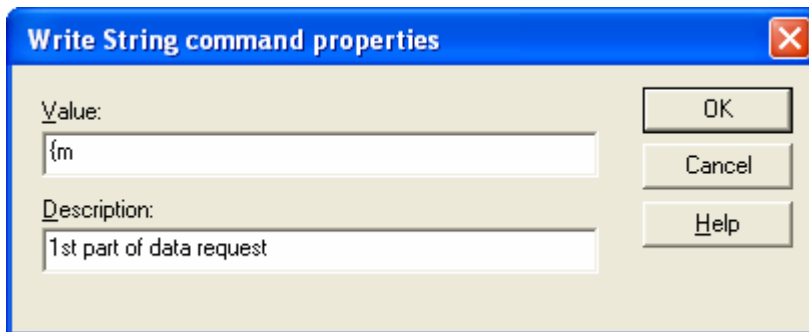 Write String command properties
Value:
{m
Description:
1st part of data request
OK
Cancel
Help